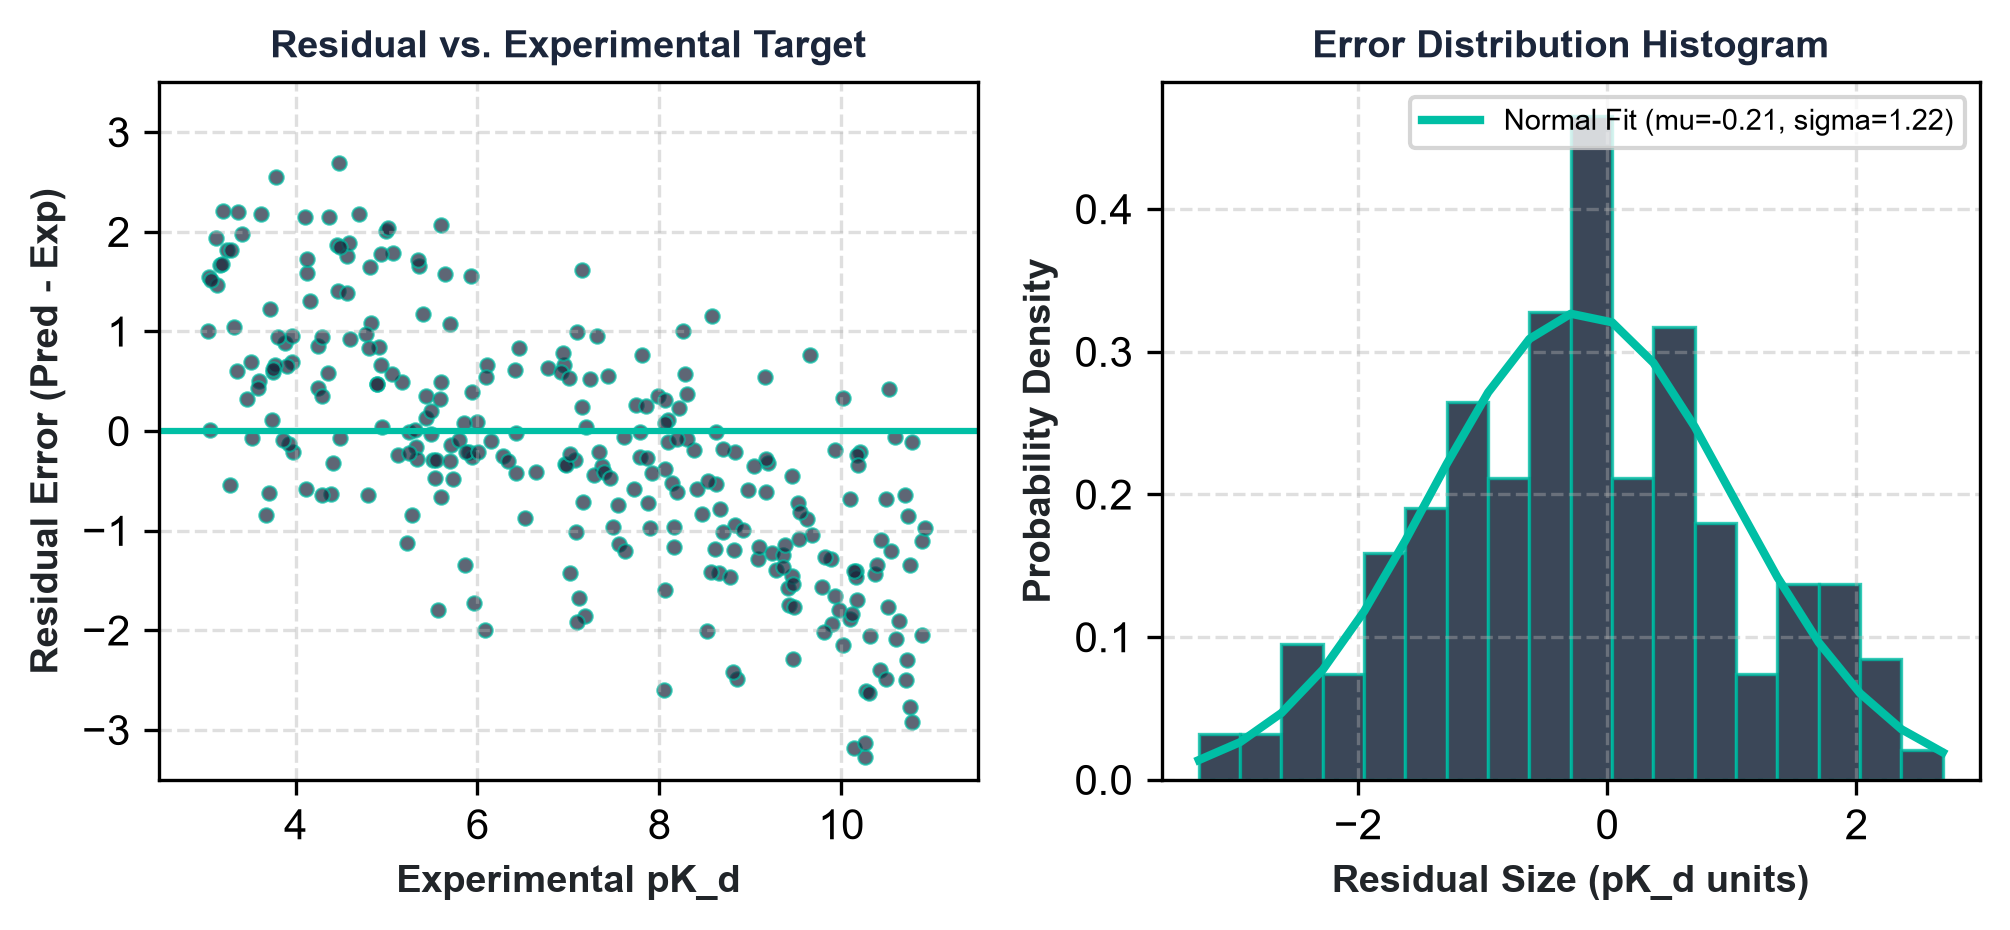 Residual vs. Experimental Target
3
2
1
0
−1
−2
−3
Residual Error (Pred - Exp)
4
6
8
10
Experimental pK_d
Error Distribution Histogram
Normal Fit (mu=-0.21, sigma=1.22)
0.4
0.3
0.2
0.1
0.0
Probability Density
−2
0
2
Residual Size (pK_d units)